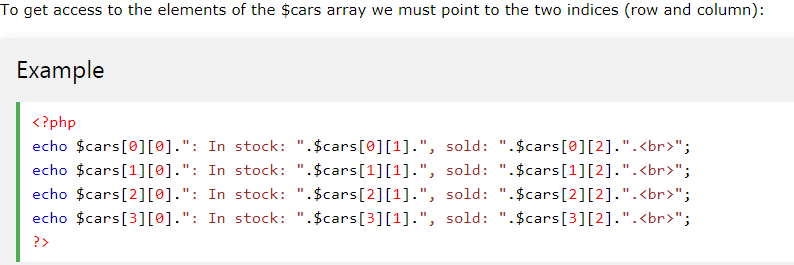 To get access to the elements of the $cars array we must point to the two indices (row and column):
Example
<?php
echo $cars[0][0].": In stock: ".$cars[0][1].", sold: ".$cars[0][2].".<br>";
echo $cars[1][0].": In stock: ".$cars[1][1].", sold: ".$cars[1][2].".<br>";
echo $cars[2][0].": In stock: ".$cars[2][1].", sold: ".$cars[2][2].".<br>";
echo $cars[3][0].": In stock: ".$cars[3][1].", sold: ".$cars[3][2].".<br>";
?>